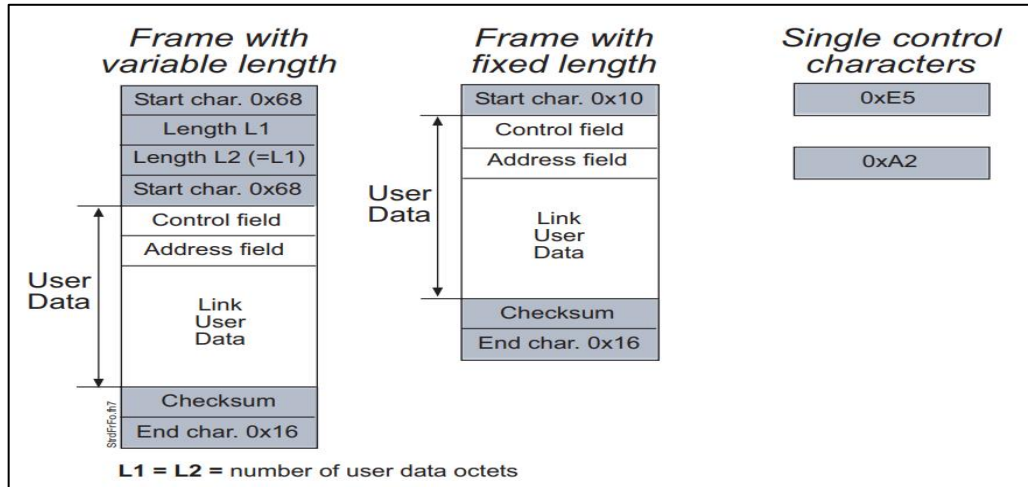 Frame with
variable length
Start char. 0x68
Length L1
Length L2 (=L1)
Start char. 0x68
Control field
Address field
Link
User
Data
Checksum
End char. 0x16
User
Data
StrdFrFo.fh7
L1 = L2 = number of user data octets
Frame with
fixed length
Start char. 0x10
Control field
Address field
Link
User
Data
Checksum
End char. 0x16
User
Data
Single control
characters
0xE5
0xA2